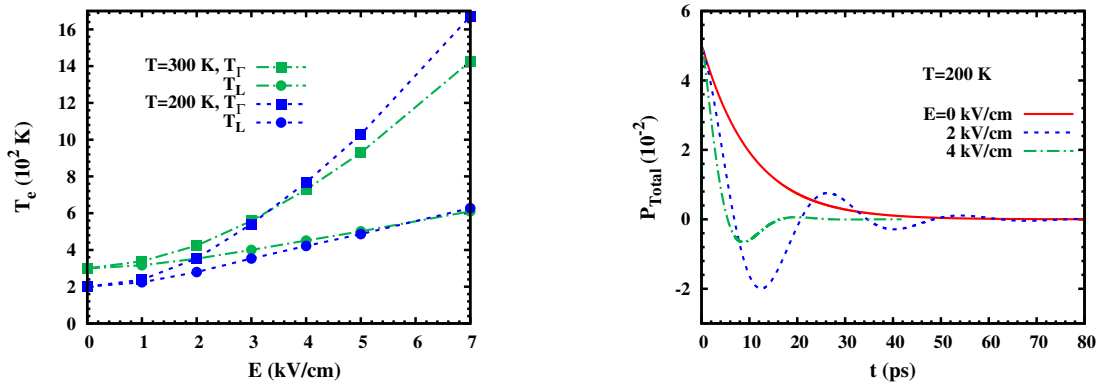 16
14
12
10
8
6
4
2
0
T_e (10^2 K)
T=300 K, T_Γ
T_L
T=200 K, T_Γ
T_L
0 1 2 3 4 5 6 7
E (kV/cm)
6
4
2
0
-2
P_Total (10^-2)
T=200 K
E=0 kV/cm
2 kV/cm
4 kV/cm
0 10 20 30 40 50 60 70 80
t (ps)